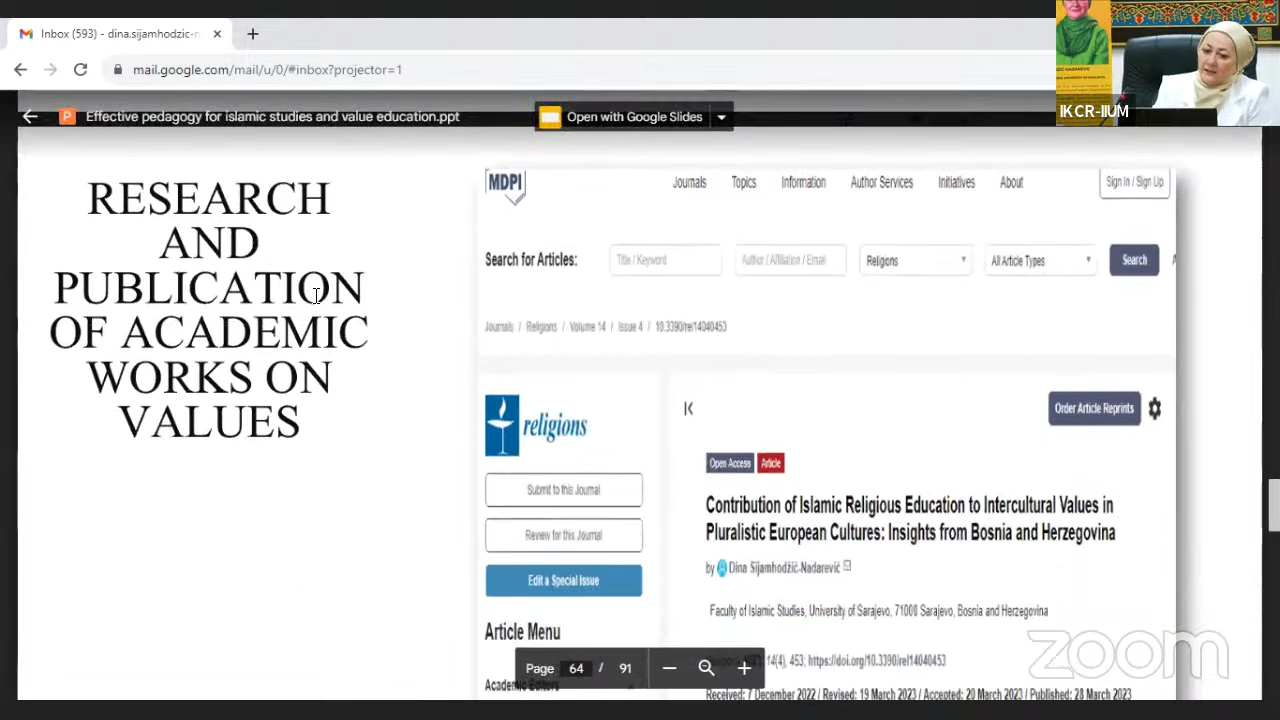 Inbox (593) - dina.sijamhodzic-n
mail.google.com/mail/u/0/#inbox?projector=1
Effective pedagogy for islamic studies and values education.ppt
Open with Google Slides
IKCR-IIUM
RESEARCH
AND
PUBLICATION
OF ACADEMIC
WORKS ON
VALUES
MDPI
Journals
Topics
Information
Author Services
Initiatives
About
Sign In / Sign Up
Search for Articles:
Title / Keyword
Author / Affiliation / Email
Religions
All Article Types
Search
Journals / Religions / Volume 14 / Issue 4 / 10.3390/rel14040453
religions
Submit to this Journal
Review for this Journal
Edit a Special Issue
Article Menu
Academic Editors
Order Article Reprints
Open Access Article
Contribution of Islamic Religious Education to Intercultural Values in
Pluralistic European Cultures: Insights from Bosnia and Herzegovina
by Dina Sijamhodžić-Nadarević
Faculty of Islamic Studies, University of Sarajevo, 71000 Sarajevo, Bosnia and Herzegovina
14(4), 453; https://doi.org/10.3390/rel14040453
Received: 7 December 2022 / Revised: 19 March 2023 / Accepted: 20 March 2023 / Published: 28 March 2023
Page 64 / 91
zoom